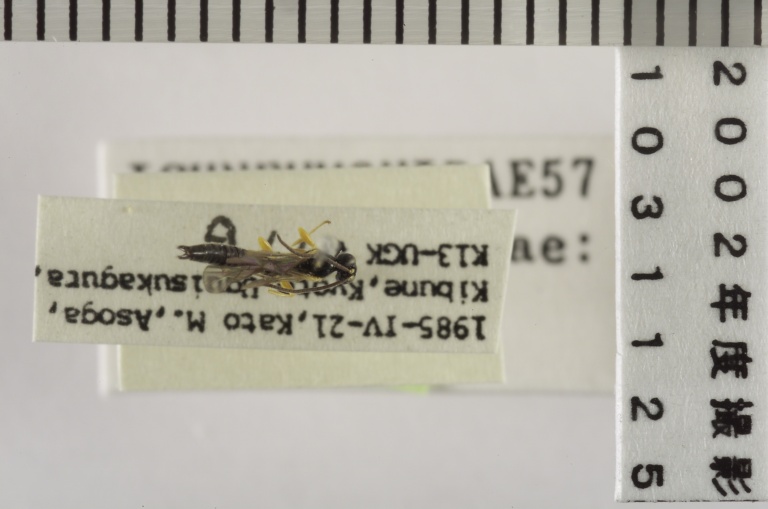 AE57
ae:
1985-IV-21, Kato M., Asoga,
Kibune, Kyoto
K13-UGK
2002年度撮影
1031125